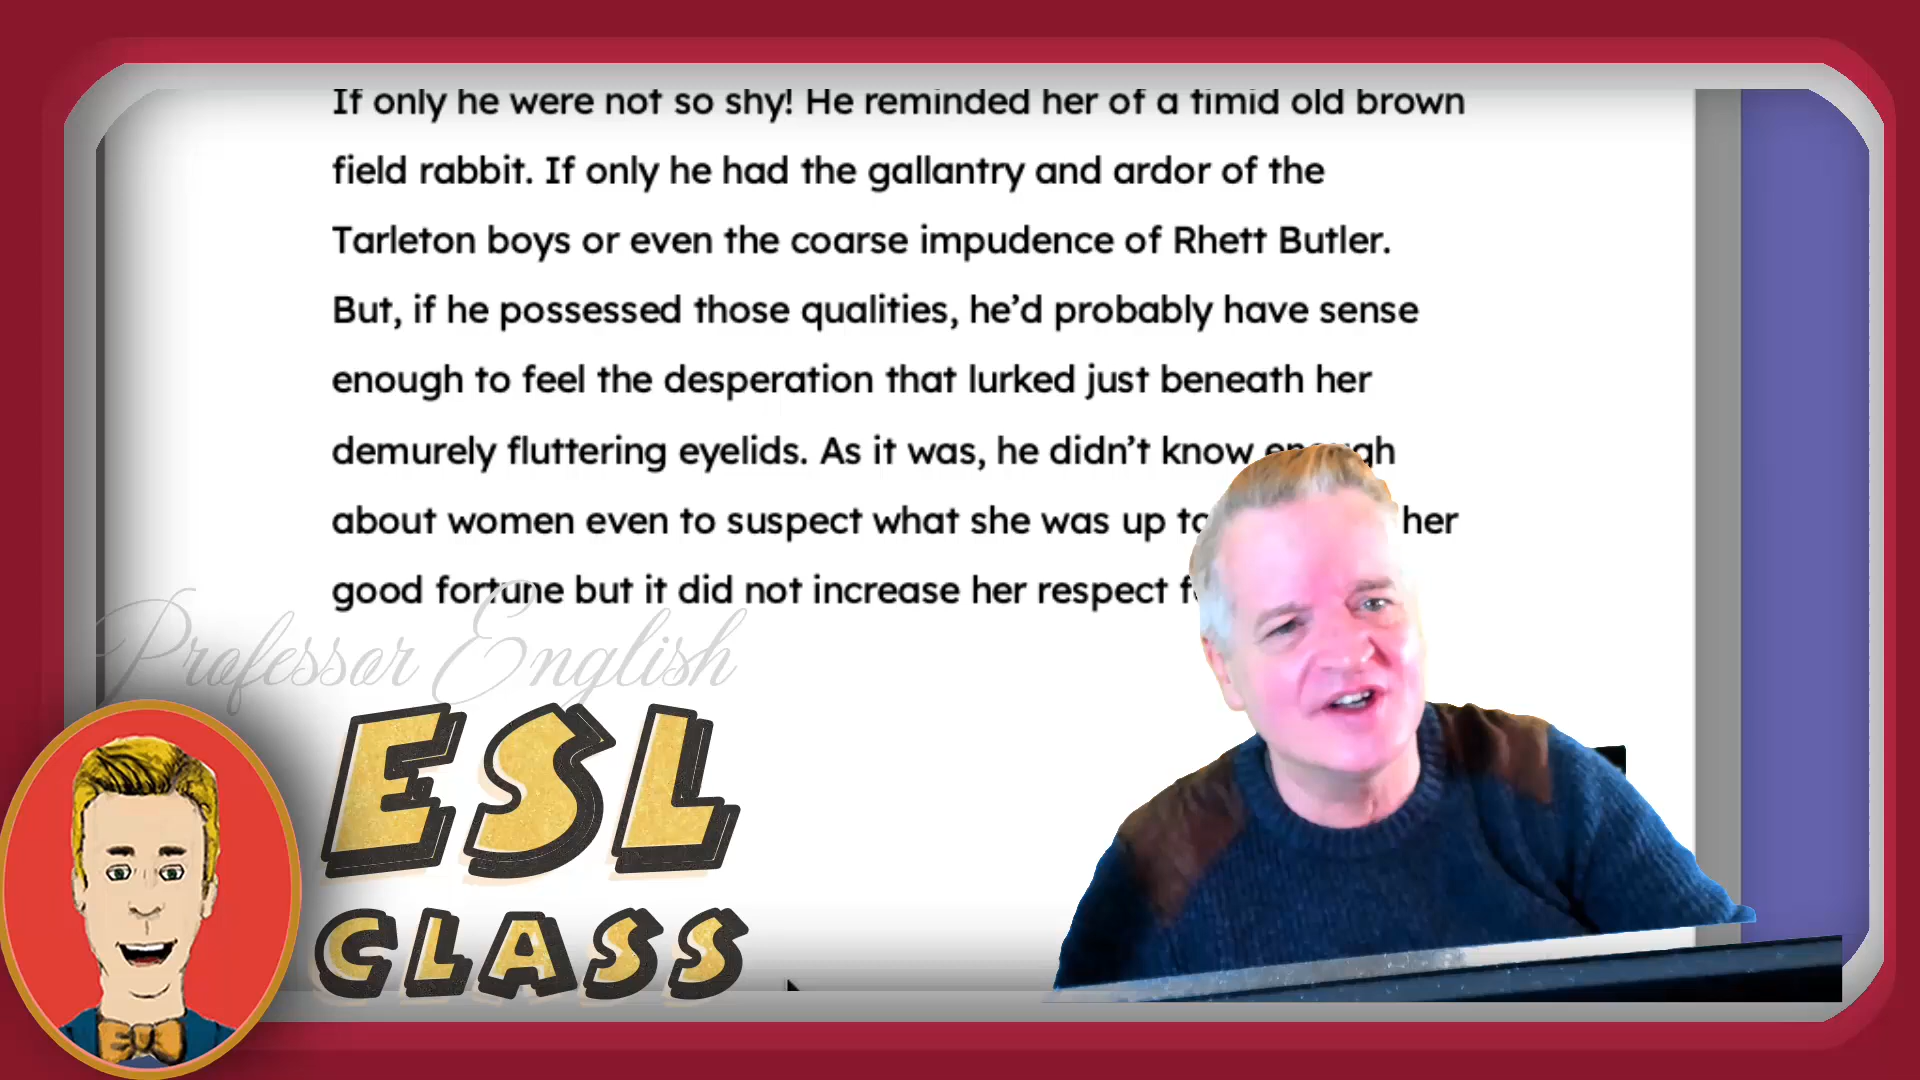 If only he were not so shy! He reminded her of a timid old brown
field rabbit. If only he had the gallantry and ardor of the
Tarleton boys or even the coarse impudence of Rhett Butler.
But, if he possessed those qualities, he’d probably have sense
enough to feel the desperation that lurked just beneath her
demurely fluttering eyelids. As it was, he didn’t know enough
about women even to suspect what she was up to her
good fortune but it did not increase her respect
Professor English
ESL
CLASS